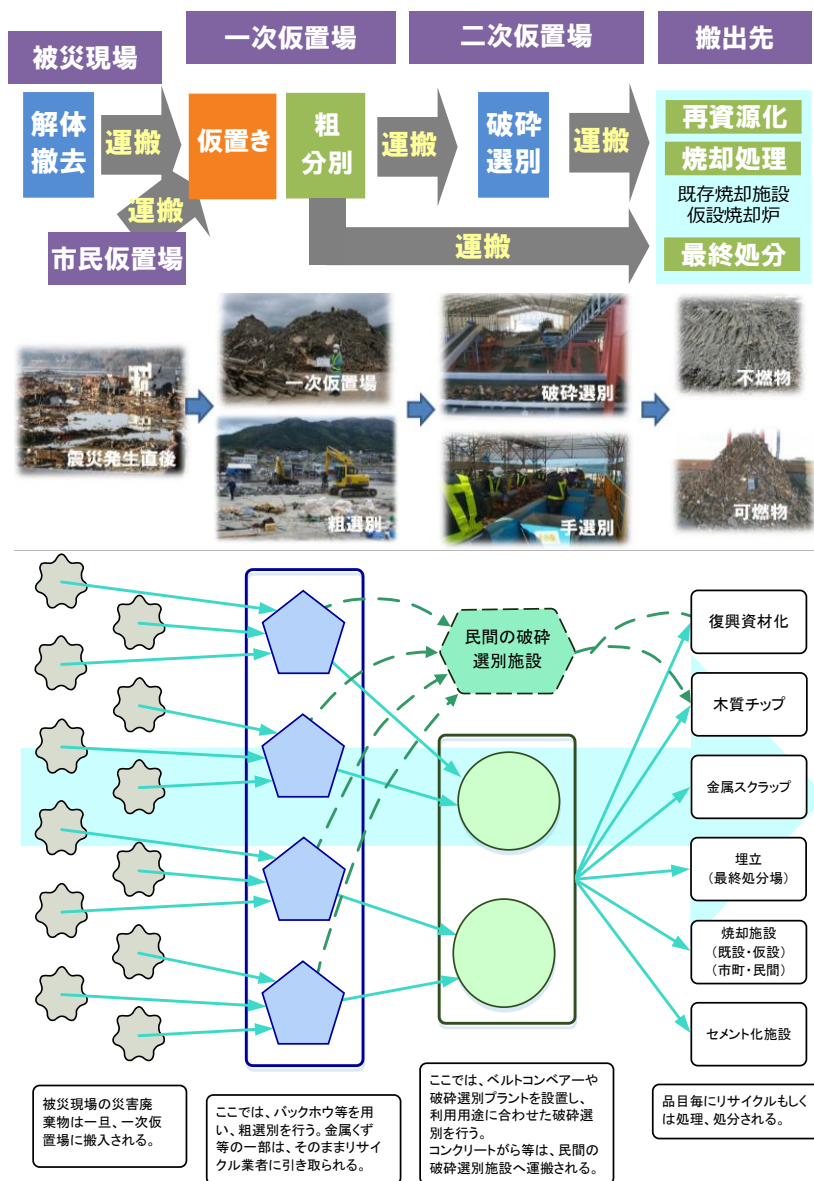 被災現場
一次仮置場
二次仮置場
搬出先
解体
撤去
運搬
仮置き
粗
分別
運搬
破砕
選別
運搬
再資源化
焼却処理
既存焼却施設
仮設焼却炉
最終処分
運搬
市民仮置場
運搬
震災発生直後
一次仮置場
粗選別
破砕選別
手選別
不燃物
可燃物
民間の破砕
選別施設
復興資材化
木質チップ
金属スクラップ
埋立
(最終処分場)
焼却施設
(既設・仮設)
(市町・民間)
セメント化施設
被災現場の災害廃
棄物は一旦、一次仮
置場に搬入される。
ここでは、バックホウ等を用
い、粗選別を行う。金属くず
等の一部は、そのままリサイ
クル業者に引き取られる。
ここでは、ベルトコンベアーや
破砕選別プラントを設置し、
利用用途に合わせた破砕選
別を行う。
コンクリートがら等は、民間の
破砕選別施設へ運搬される。
品目毎にリサイクルもしく
は処理、処分される。